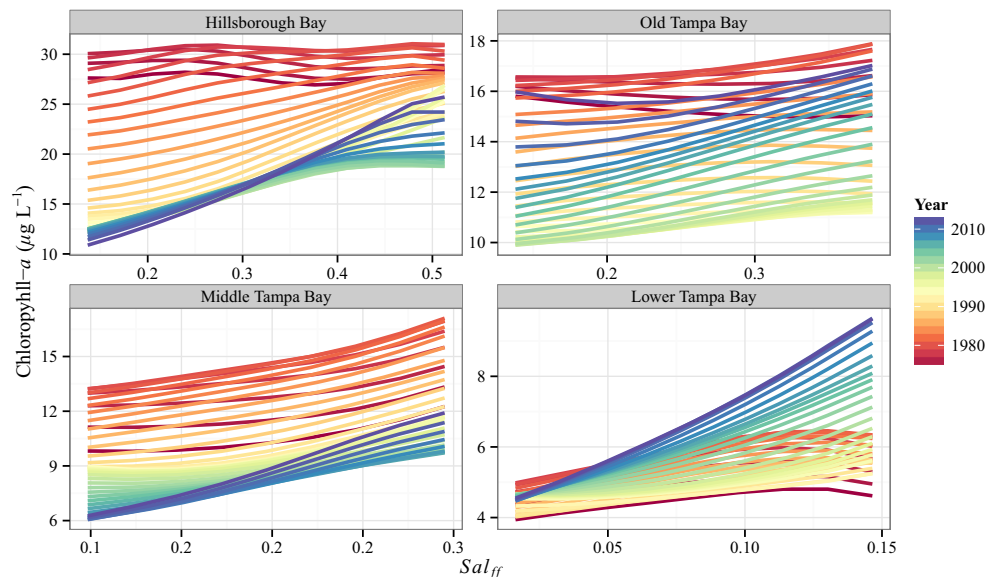 Hillsborough Bay
Old Tampa Bay
30
25
20
15
10
0.2 0.3 0.4 0.5
18
16
14
12
10
0.2 0.3
Chloropyhll−a (μg L⁻¹)
Middle Tampa Bay
Lower Tampa Bay
15
12
9
6
0.1 0.2 0.2 0.2 0.3
8
6
4
0.05 0.10 0.15
Sal_ff
Year
2010
2000
1990
1980